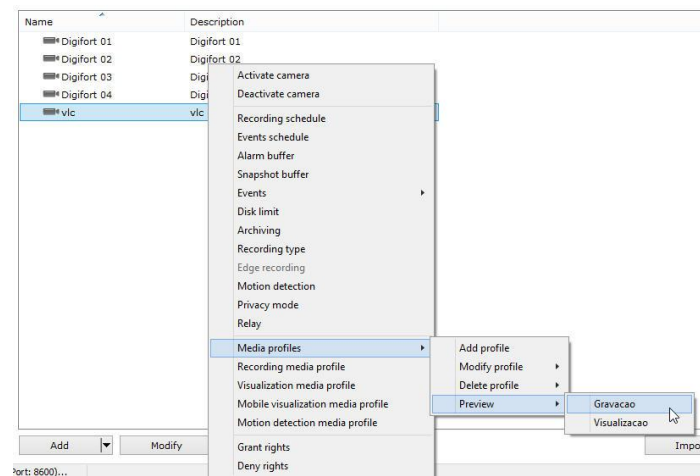 Name Description
Digifort 01 Digifort 01
Digifort 02 Digifort 02
Digifort 03 Digi
Digifort 04 Digi
vlc vlc
Activate camera
Deactivate camera
Recording schedule
Events schedule
Alarm buffer
Snapshot buffer
Events
Disk limit
Archiving
Recording type
Edge recording
Motion detection
Privacy mode
Relay
Media profiles
Recording media profile
Visualization media profile
Mobile visualization media profile
Motion detection media profile
Grant rights
Deny rights
Add profile
Modify profile
Delete profile
Preview
Gravacao
Visualizacao
Add Modify Impo
Port: 8600)...